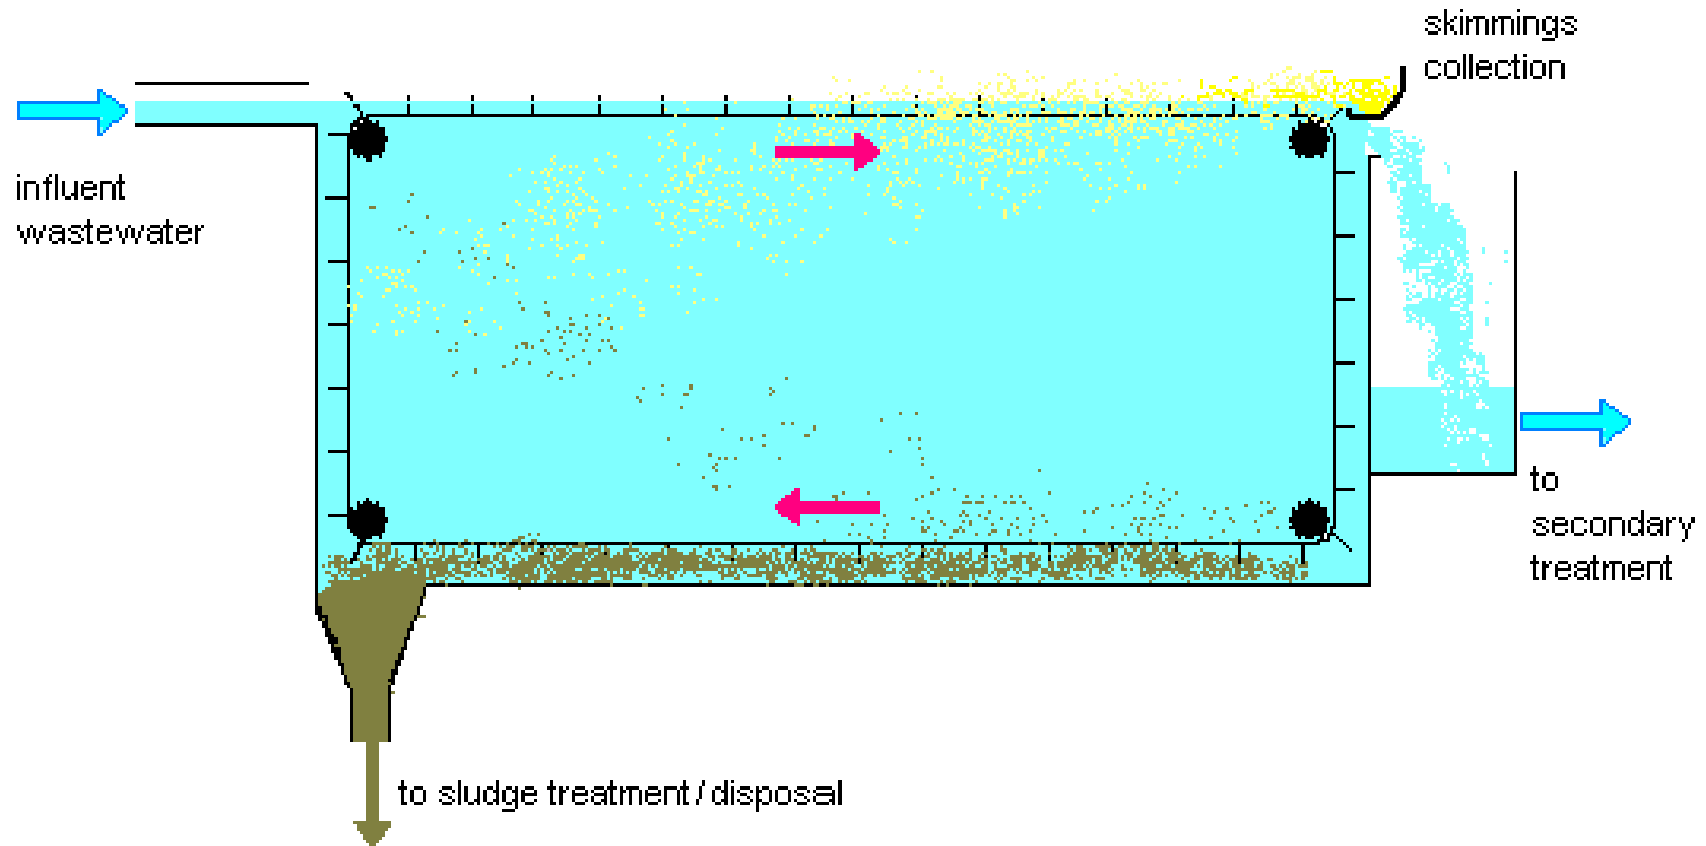 skimmings
collection
influent
wastewater
to
secondary
treatment
to sludge treatment / disposal